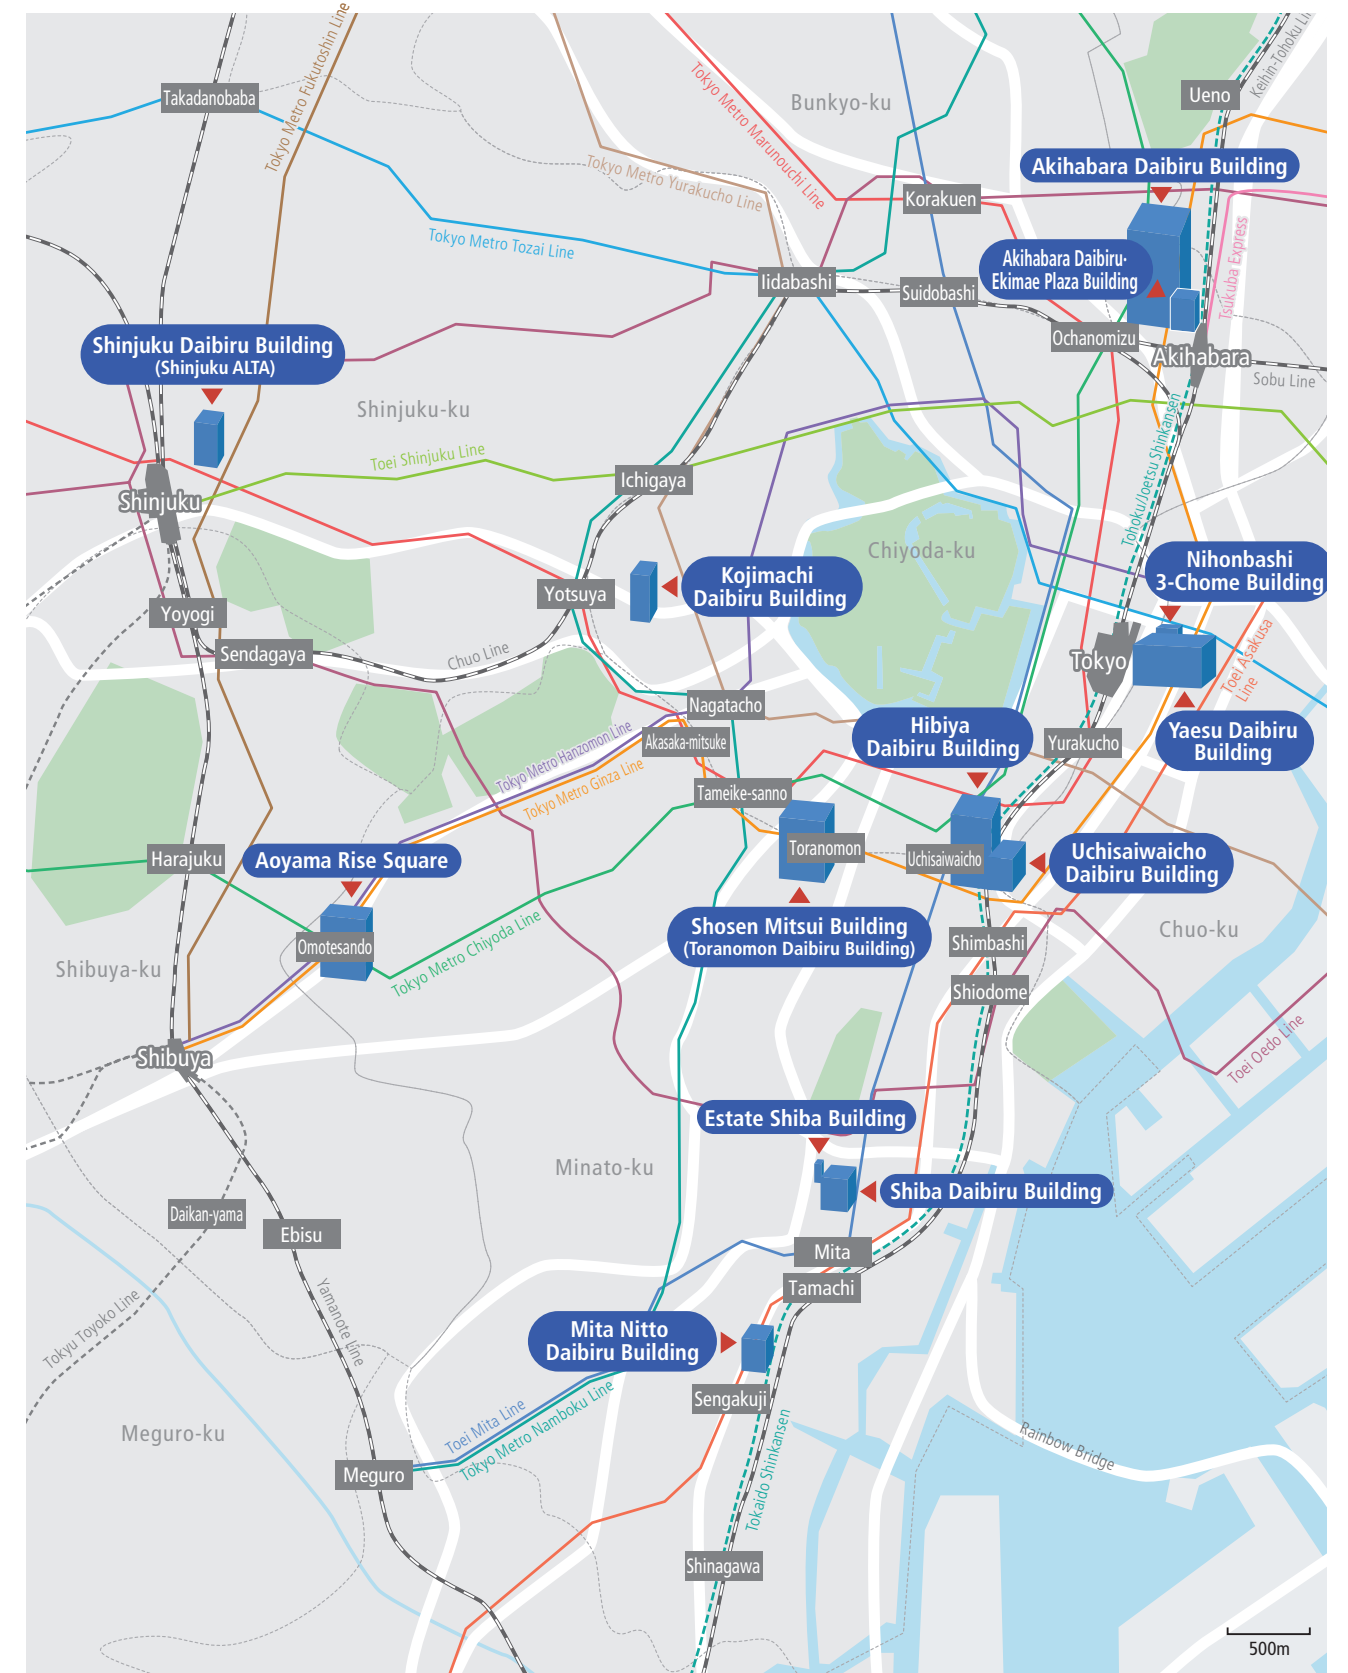 Takadanobaba
Tokyo Metro Fukutoshin Line
Tokyo Metro Marunouchi Line
Bunkyo-ku
Ueno
Keihin-Tohoku
Tokyo Metro Yurakucho Line
Korakuen
Akihabara Daibiru Building
Tokyo Metro Tozai Line
Iidabashi
Suidobashi
Akihabara Daibiru·
Ekimae Plaza Building
Tsukuba Express
Ochanomizu
Akihabara
Sobu Line
Shinjuku Daibiru Building
(Shinjuku ALTA)
Shinjuku-ku
Toei Shinjuku Line
Ichigaya
Tohoku/Joetsu Shinkansen
Shinjuku
Chiyoda-ku
Kojimachi
Daibiru Building
Nihonbashi
3-Chome Building
Yotsuya
Yoyogi
Sendagaya
Chuo Line
Tokyo
Toei Asakusa
Line
Nagatacho
Akasaka-mitsuke
Hibiya
Daibiru Building
Yurakucho
Yaesu Daibiru
Building
Tokyo Metro Hanzomon Line
Tokyo Metro Ginza Line
Tameike-sanno
Toranomon
Uchisaiwaicho
Uchisaiwaicho
Daibiru Building
Harajuku
Aoyama Rise Square
Omotesando
Tokyo Metro Chiyoda Line
Shosen Mitsui Building
(Toranomon Daibiru Building)
Shimbashi
Chuo-ku
Shibuya-ku
Shiodome
Shibuya
Toei Oedo Line
Estate Shiba Building
Minato-ku
Shiba Daibiru Building
Daikan-yama
Ebisu
Mita
Tamachi
Tokyu Toyoko Line
Yamanote Line
Mita Nitto
Daibiru Building
Sengakuji
Toei Mita Line
Tokyo Metro Namboku Line
Meguro-ku
Meguro
Tokaido Shinkansen
Rainbow Bridge
Shinagawa
500m